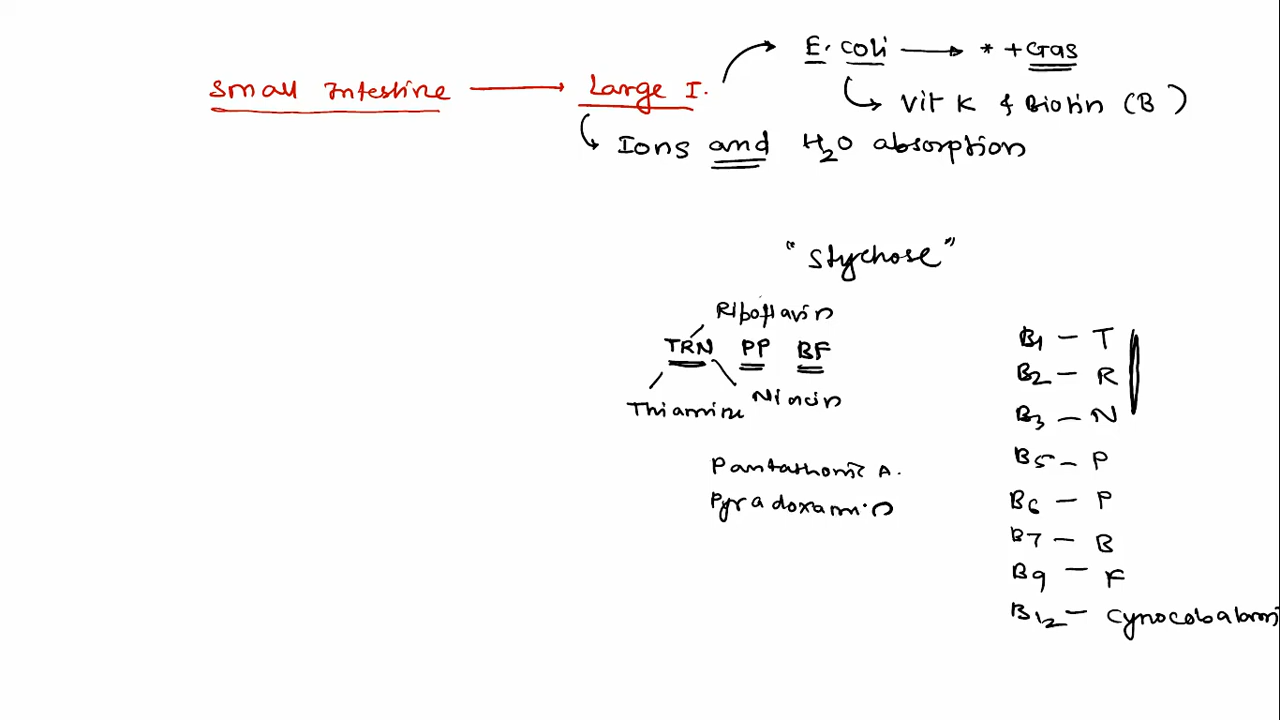 E. coli → * + Gas
Small Intestine → Large I.
Vit K & Biotin (B )
Ions and H2O absorption
"Stychose"
Riboflavin
TRN PP BF
Thiamine Niacin
Pantathonic A.
Pyradoxamin
B1 - T
B2 - R
B3 - N
B5 - P
B6 - P
B7 - B
B9 - F
B12 - Cynocobalami